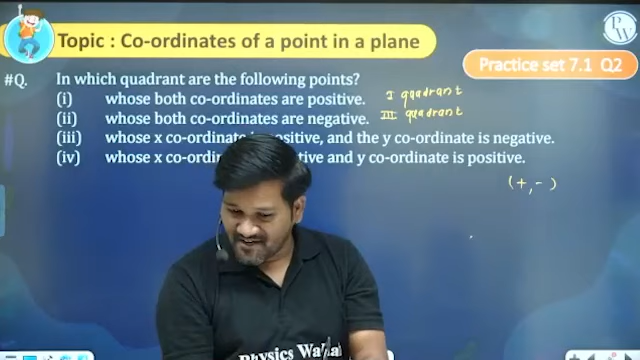 Topic : Co-ordinates of a point in a plane
PW
Practice set 7.1 Q2
#Q. In which quadrant are the following points?
(i) whose both co-ordinates are positive. I quadrant
(ii) whose both co-ordinates are negative. III quadrant
(iii) whose x co-ordinate is positive, and the y co-ordinate is negative.
(iv) whose x co-ordin tive and y co-ordinate is positive.
(+,-)
Physics Wallah